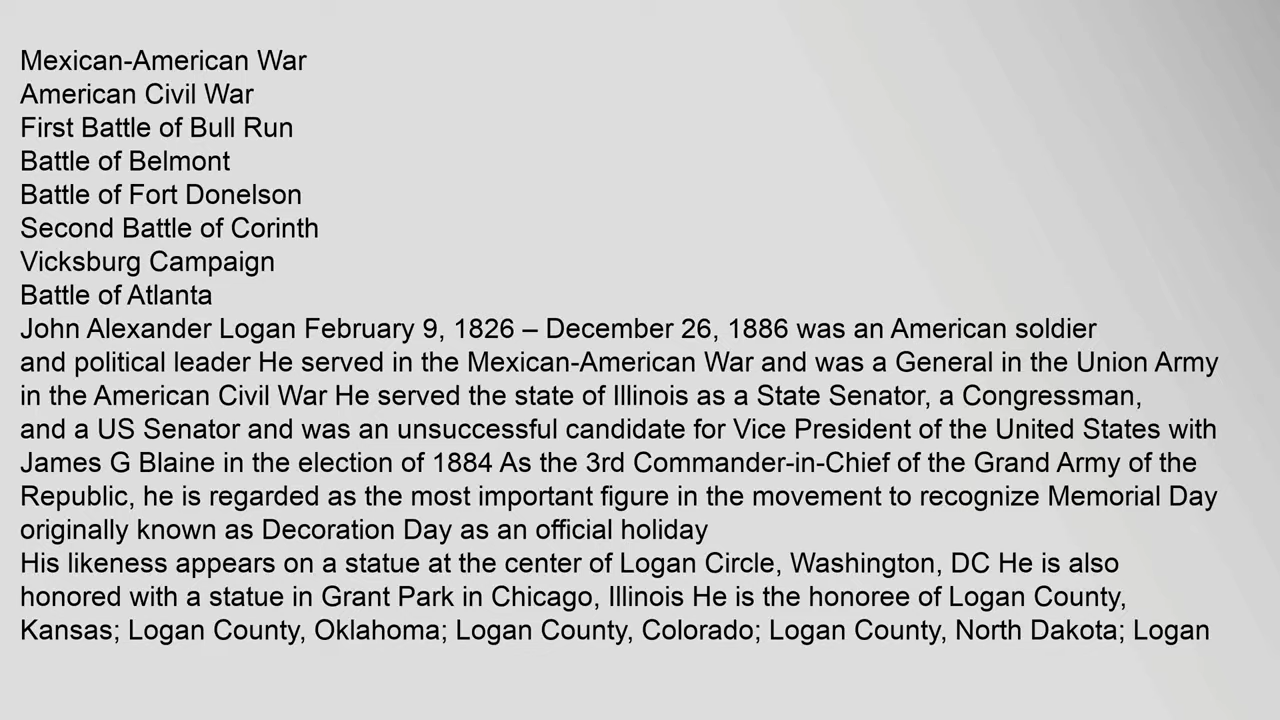 Mexican-American War
American Civil War
First Battle of Bull Run
Battle of Belmont
Battle of Fort Donelson
Second Battle of Corinth
Vicksburg Campaign
Battle of Atlanta
John Alexander Logan February 9, 1826 – December 26, 1886 was an American soldier
and political leader He served in the Mexican-American War and was a General in the Union Army
in the American Civil War He served the state of Illinois as a State Senator, a Congressman,
and a US Senator and was an unsuccessful candidate for Vice President of the United States with
James G Blaine in the election of 1884 As the 3rd Commander-in-Chief of the Grand Army of the
Republic, he is regarded as the most important figure in the movement to recognize Memorial Day
originally known as Decoration Day as an official holiday
His likeness appears on a statue at the center of Logan Circle, Washington, DC He is also
honored with a statue in Grant Park in Chicago, Illinois He is the honoree of Logan County,
Kansas; Logan County, Oklahoma; Logan County, Colorado; Logan County, North Dakota; Logan